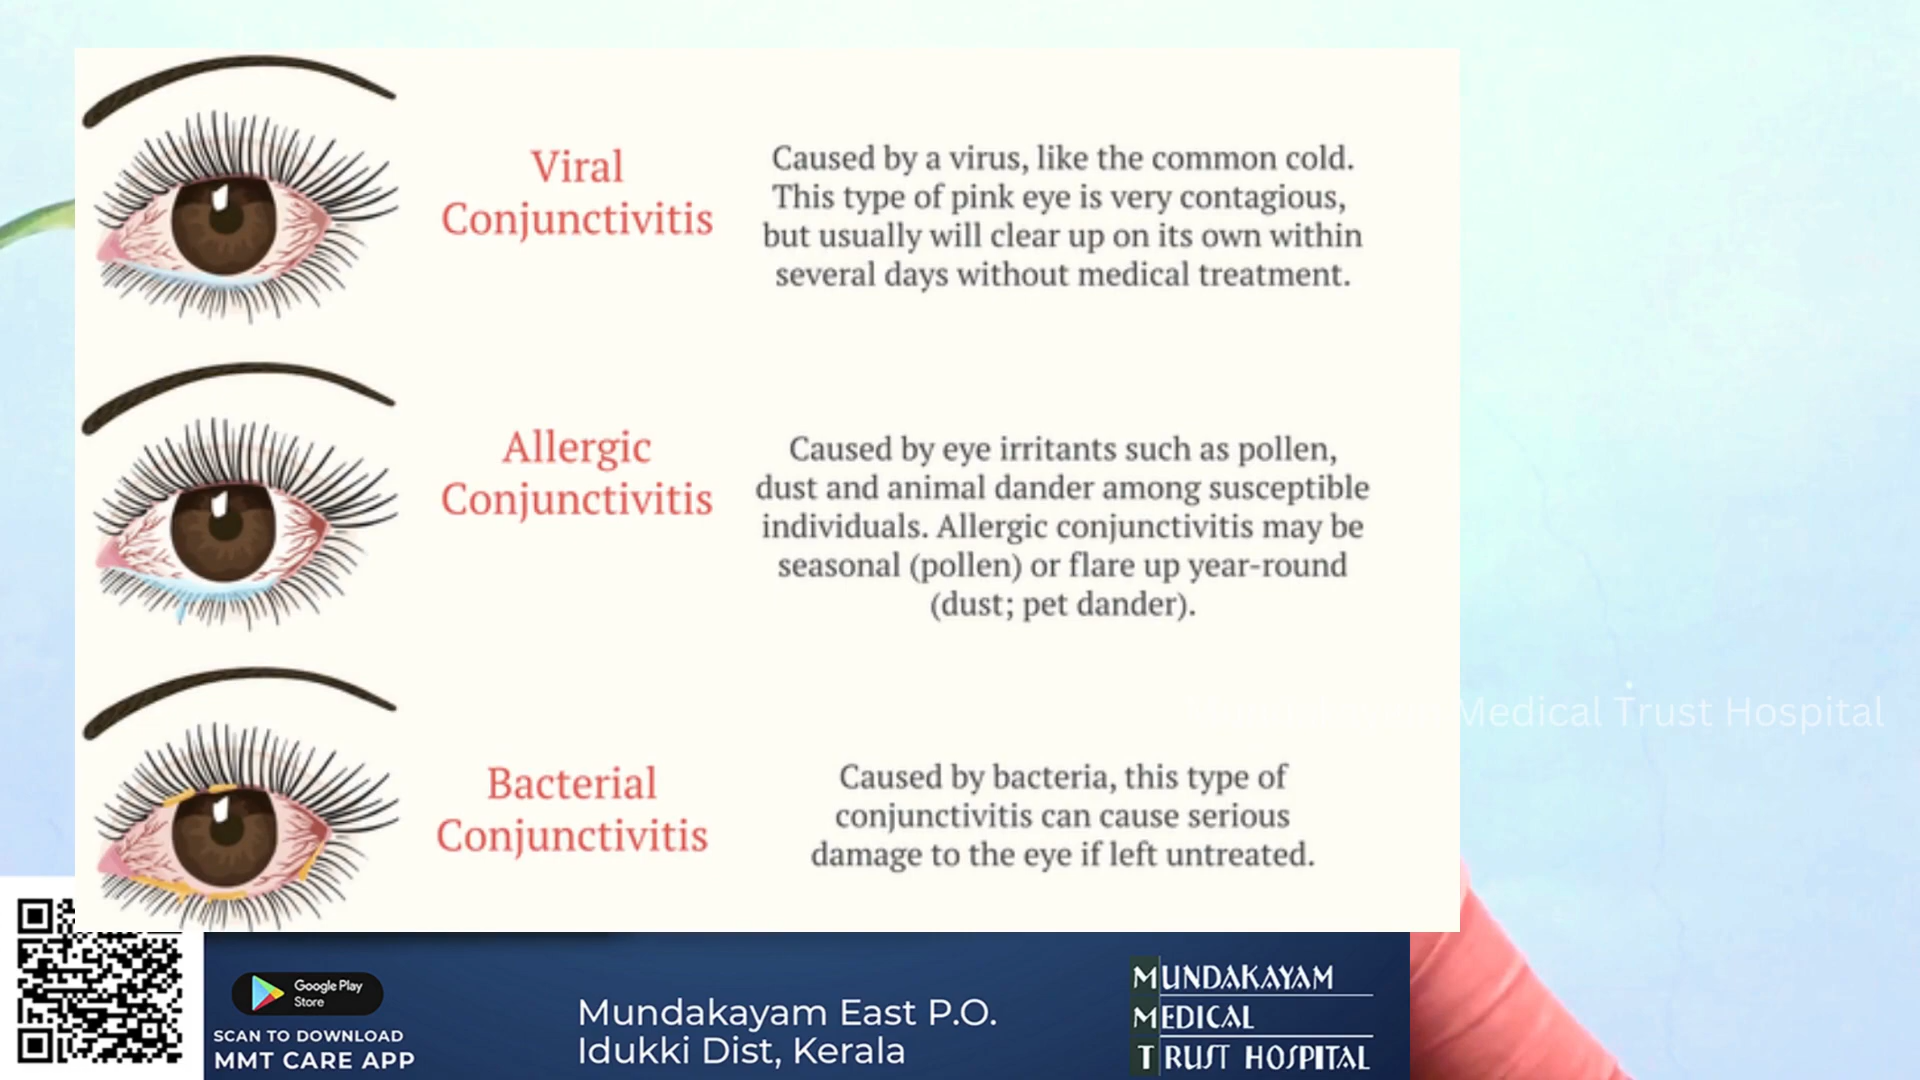 Viral
Conjunctivitis
Caused by a virus, like the common cold.
This type of pink eye is very contagious,
but usually will clear up on its own within
several days without medical treatment.
Allergic
Conjunctivitis
Caused by eye irritants such as pollen,
dust and animal dander among susceptible
individuals. Allergic conjunctivitis may be
seasonal (pollen) or flare up year-round
(dust; pet dander).
Mundakayam Medical Trust Hospital
Bacterial
Conjunctivitis
Caused by bacteria, this type of
conjunctivitis can cause serious
damage to the eye if left untreated.
Google Play
Store
SCAN TO DOWNLOAD
MMT CARE APP
Mundakayam East P.O.
Idukki Dist, Kerala
MUNDAKAYAM
MEDICAL
TRUST HOSPITAL